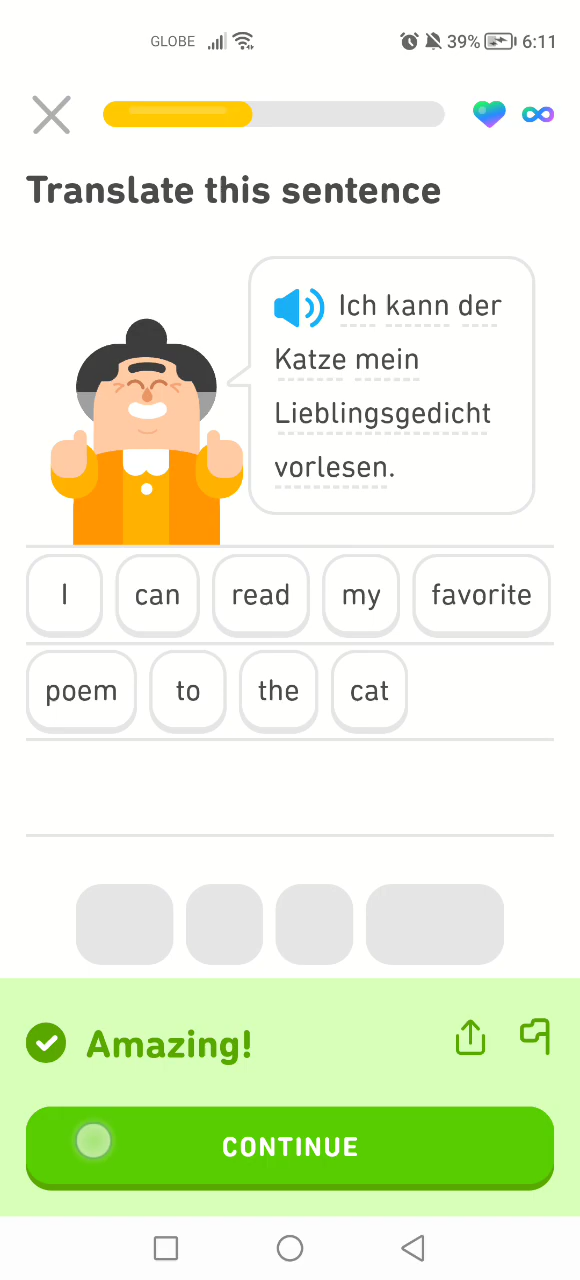 GLOBE 39% 6:11
Translate this sentence
Ich kann der
Katze mein
Lieblingsgedicht
vorlesen.
I can read my favorite
poem to the cat
Amazing!
CONTINUE